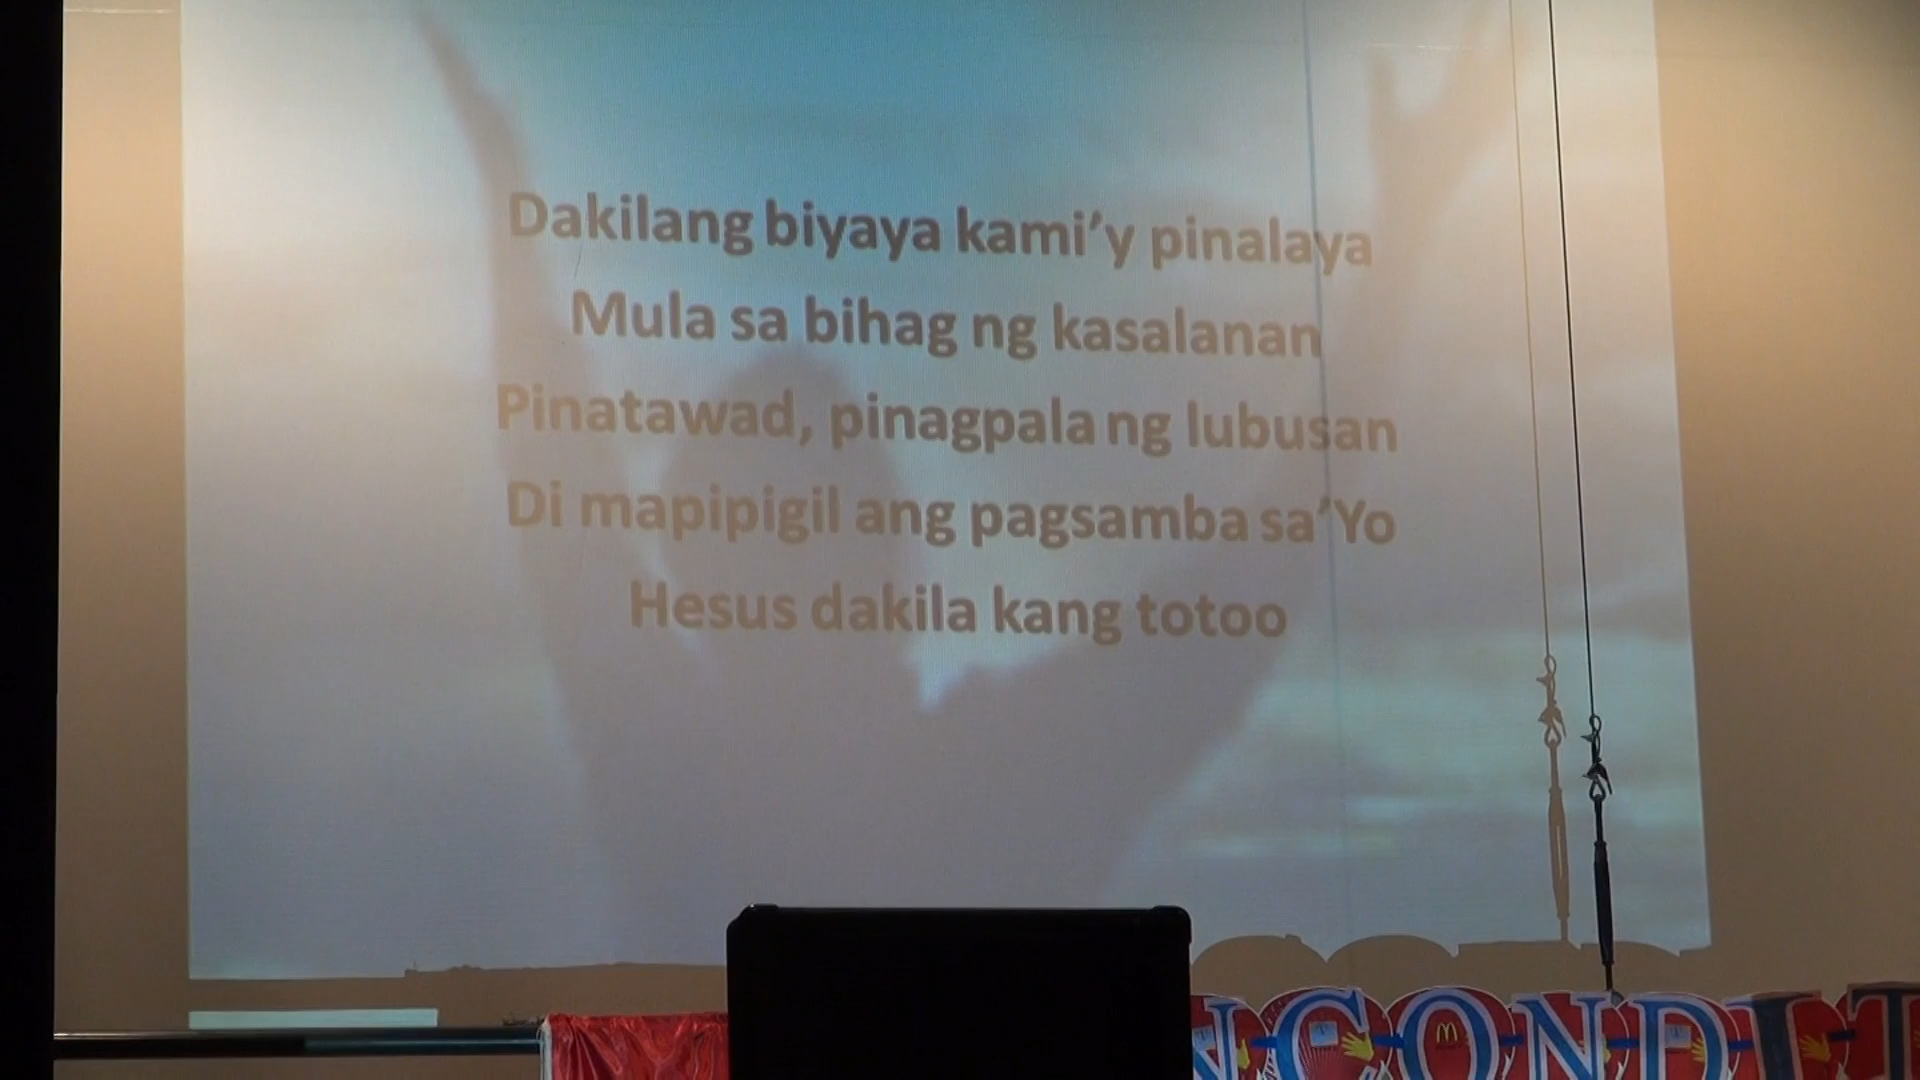 Dakilang biyaya kami’y pinalaya
Mula sa bihag ng kasalanan
Pinatawad, pinagpala ng lubusan
Di mapipigil ang pagsamba sa’Yo
Hesus dakila kang totoo
NCONDIT